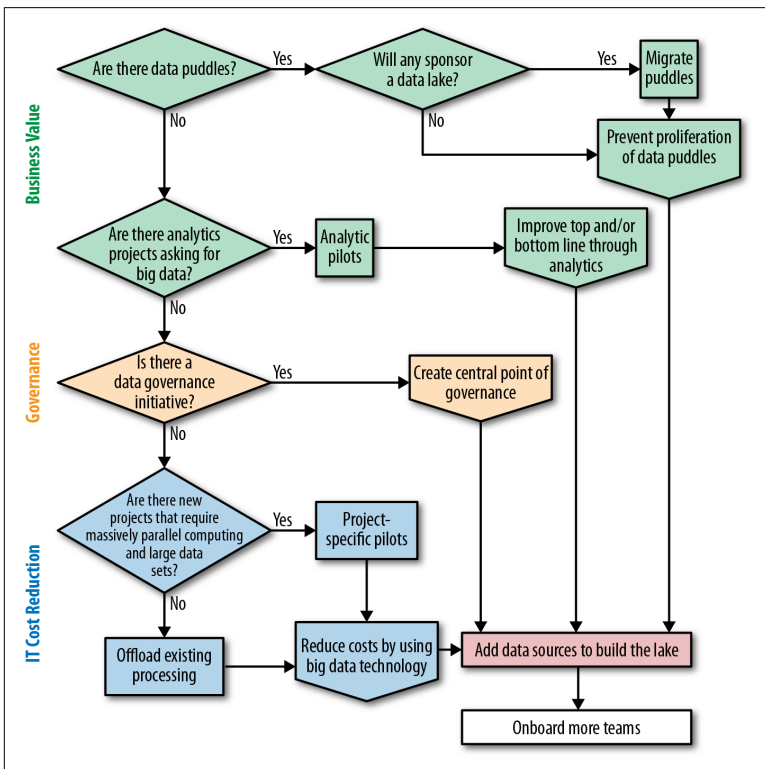 Are there data puddles?
Yes
Will any sponsor
a data lake?
Yes
Migrate
puddles
No
No
Prevent proliferation
of data puddles
Business Value
Are there analytics
projects asking for
big data?
Yes
Analytic
pilots
Improve top and/or
bottom line through
analytics
No
Is there a
data governance
initiative?
Yes
Create central point of
governance
Governance
No
Are there new
projects that require
massively parallel computing
and large data
sets?
Yes
Project-
specific pilots
IT Cost Reduction
No
Offload existing
processing
Reduce costs by using
big data technology
Add data sources to build the lake
Onboard more teams